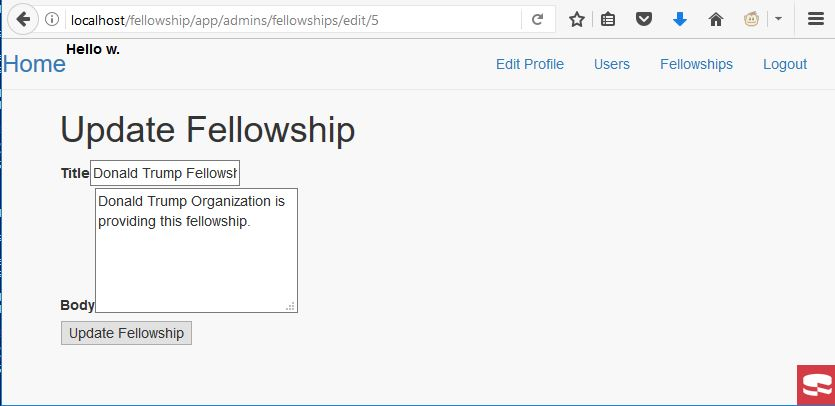 localhost/fellowship/app/admins/fellowships/edit/5
Hello w.
Home Edit Profile Users Fellowships Logout
Update Fellowship
Title Donald Trump Fellowsh
Donald Trump Organization is
providing this fellowship.
Body
Update Fellowship